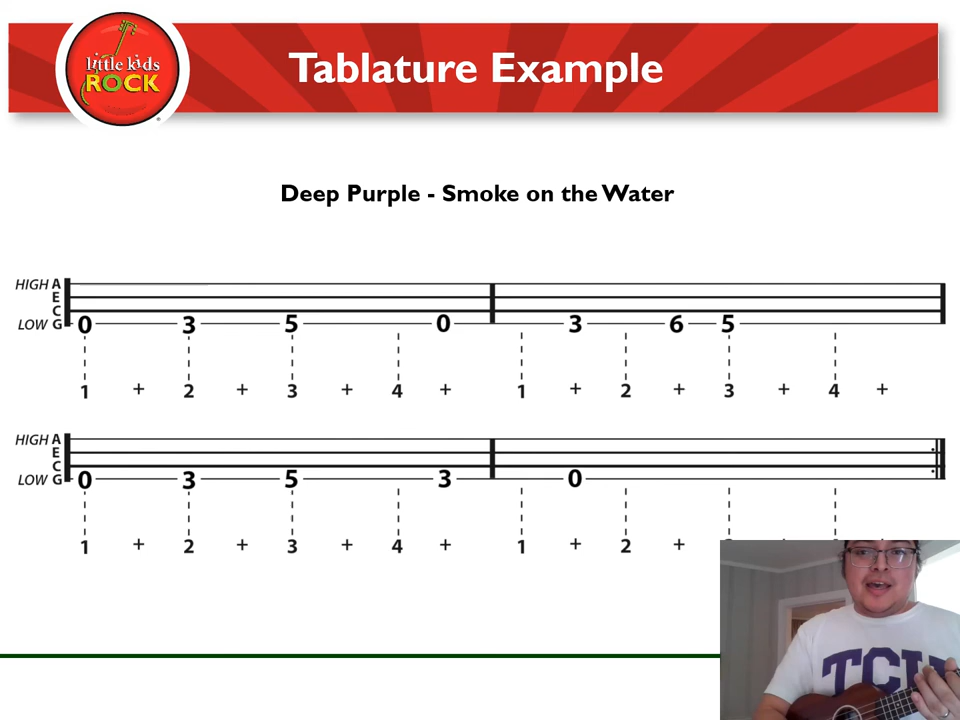 little kids
ROCK
Tablature Example
Deep Purple - Smoke on the Water
HIGH A
E
C
LOW G 0 3 5 0 3 6 5
1 + 2 + 3 + 4 + 1 + 2 + 3 + 4 +
HIGH A
E
C
LOW G 0 3 5 3 0
1 + 2 + 3 + 4 + 1 + 2 +